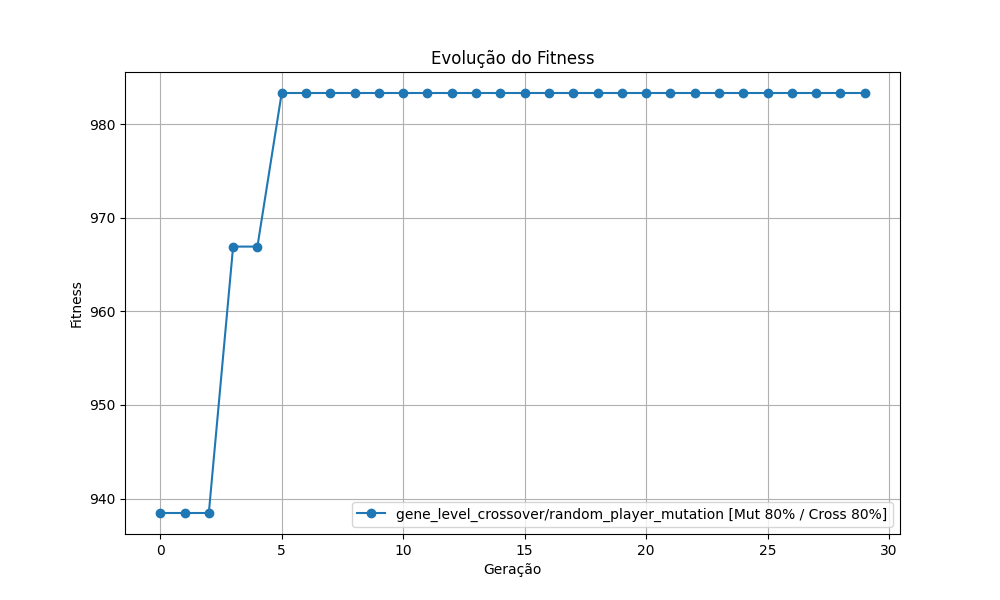 Evolução do Fitness
Fitness
980
970
960
950
940
gene_level_crossover/random_player_mutation [Mut 80% / Cross 80%]
0 5 10 15 20 25 30
Geração